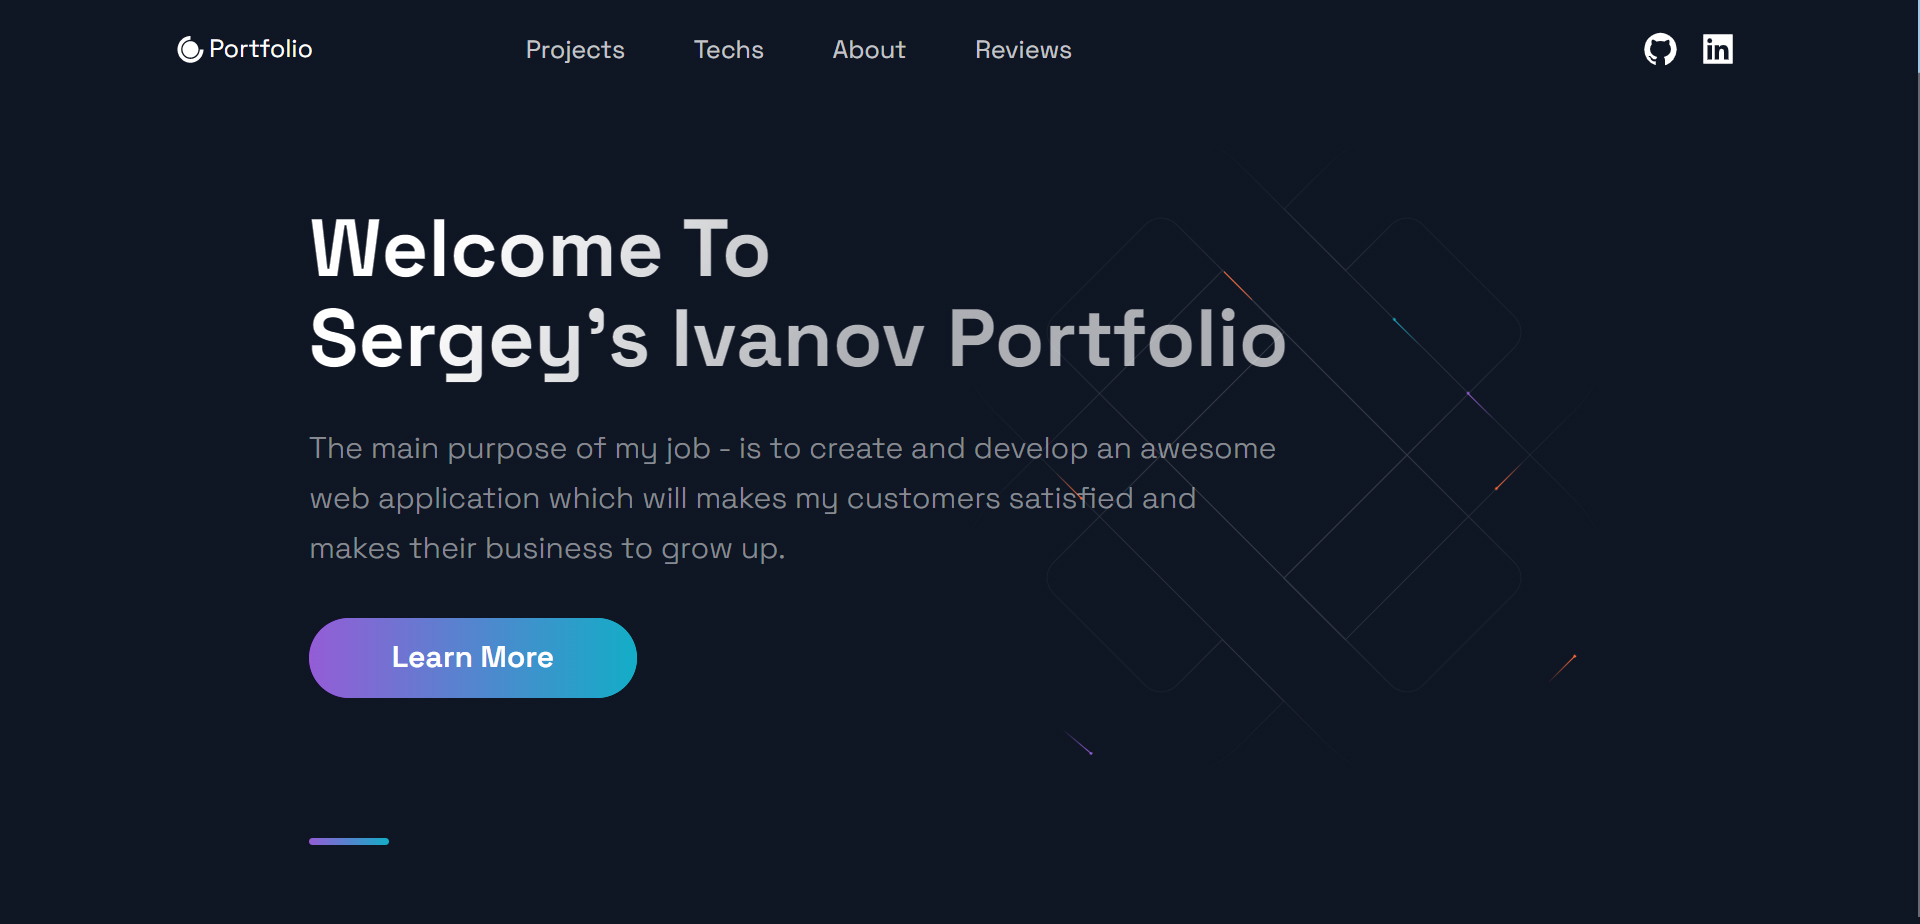 Portfolio
Projects
Techs
About
Reviews
Welcome To
Sergey’s Ivanov Portfolio
The main purpose of my job - is to create and develop an awesome
web application which will makes my customers satisfied and
makes their business to grow up.
Learn More